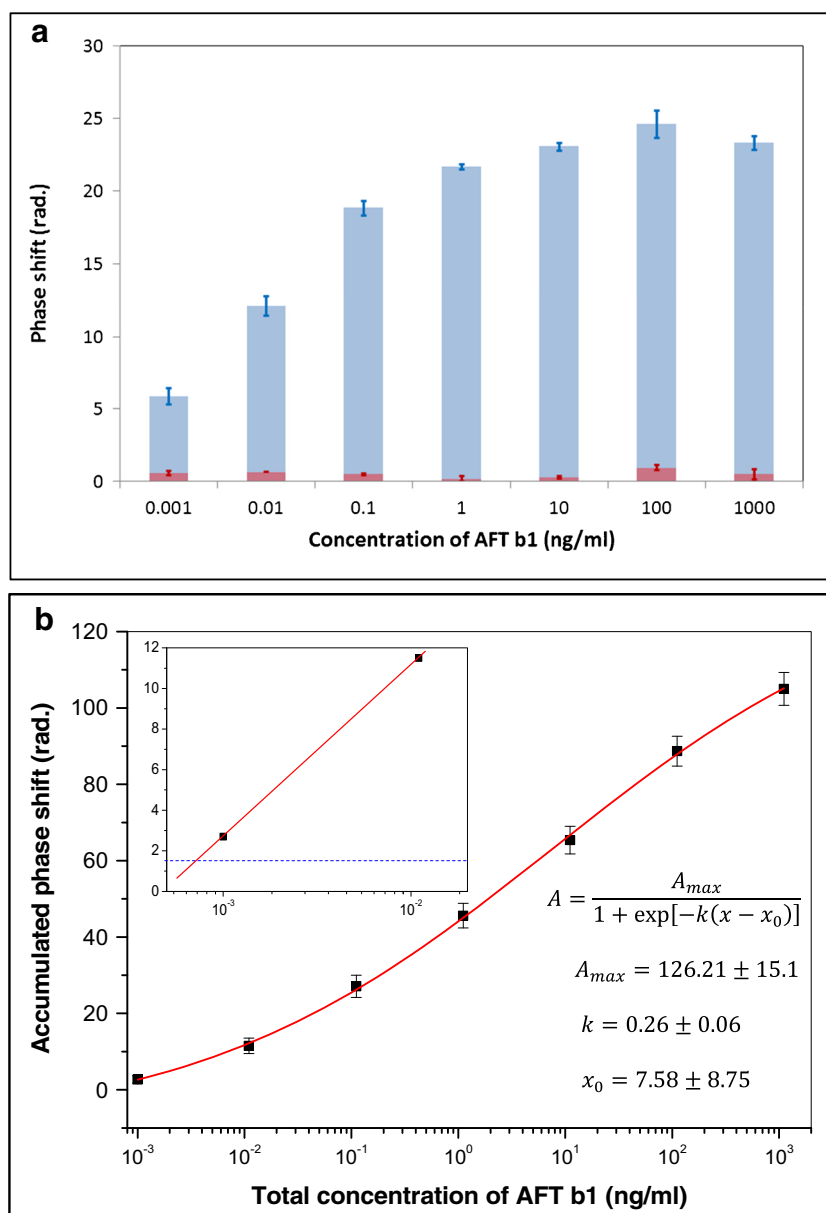 a
30
25
20
15
10
5
0
Phase shift (rad.)
0.001 0.01 0.1 1 10 100 1000
Concentration of AFT b1 (ng/ml)
b
120
100
80
60
40
20
0
Accumulated phase shift (rad.)
12
10
8
6
4
2
0
10⁻³ 10⁻²
A = A_max / (1 + exp[−k(x − x₀)])
A_max = 126.21 ± 15.1
k = 0.26 ± 0.06
x₀ = 7.58 ± 8.75
10⁻³ 10⁻² 10⁻¹ 10⁰ 10¹ 10² 10³
Total concentration of AFT b1 (ng/ml)